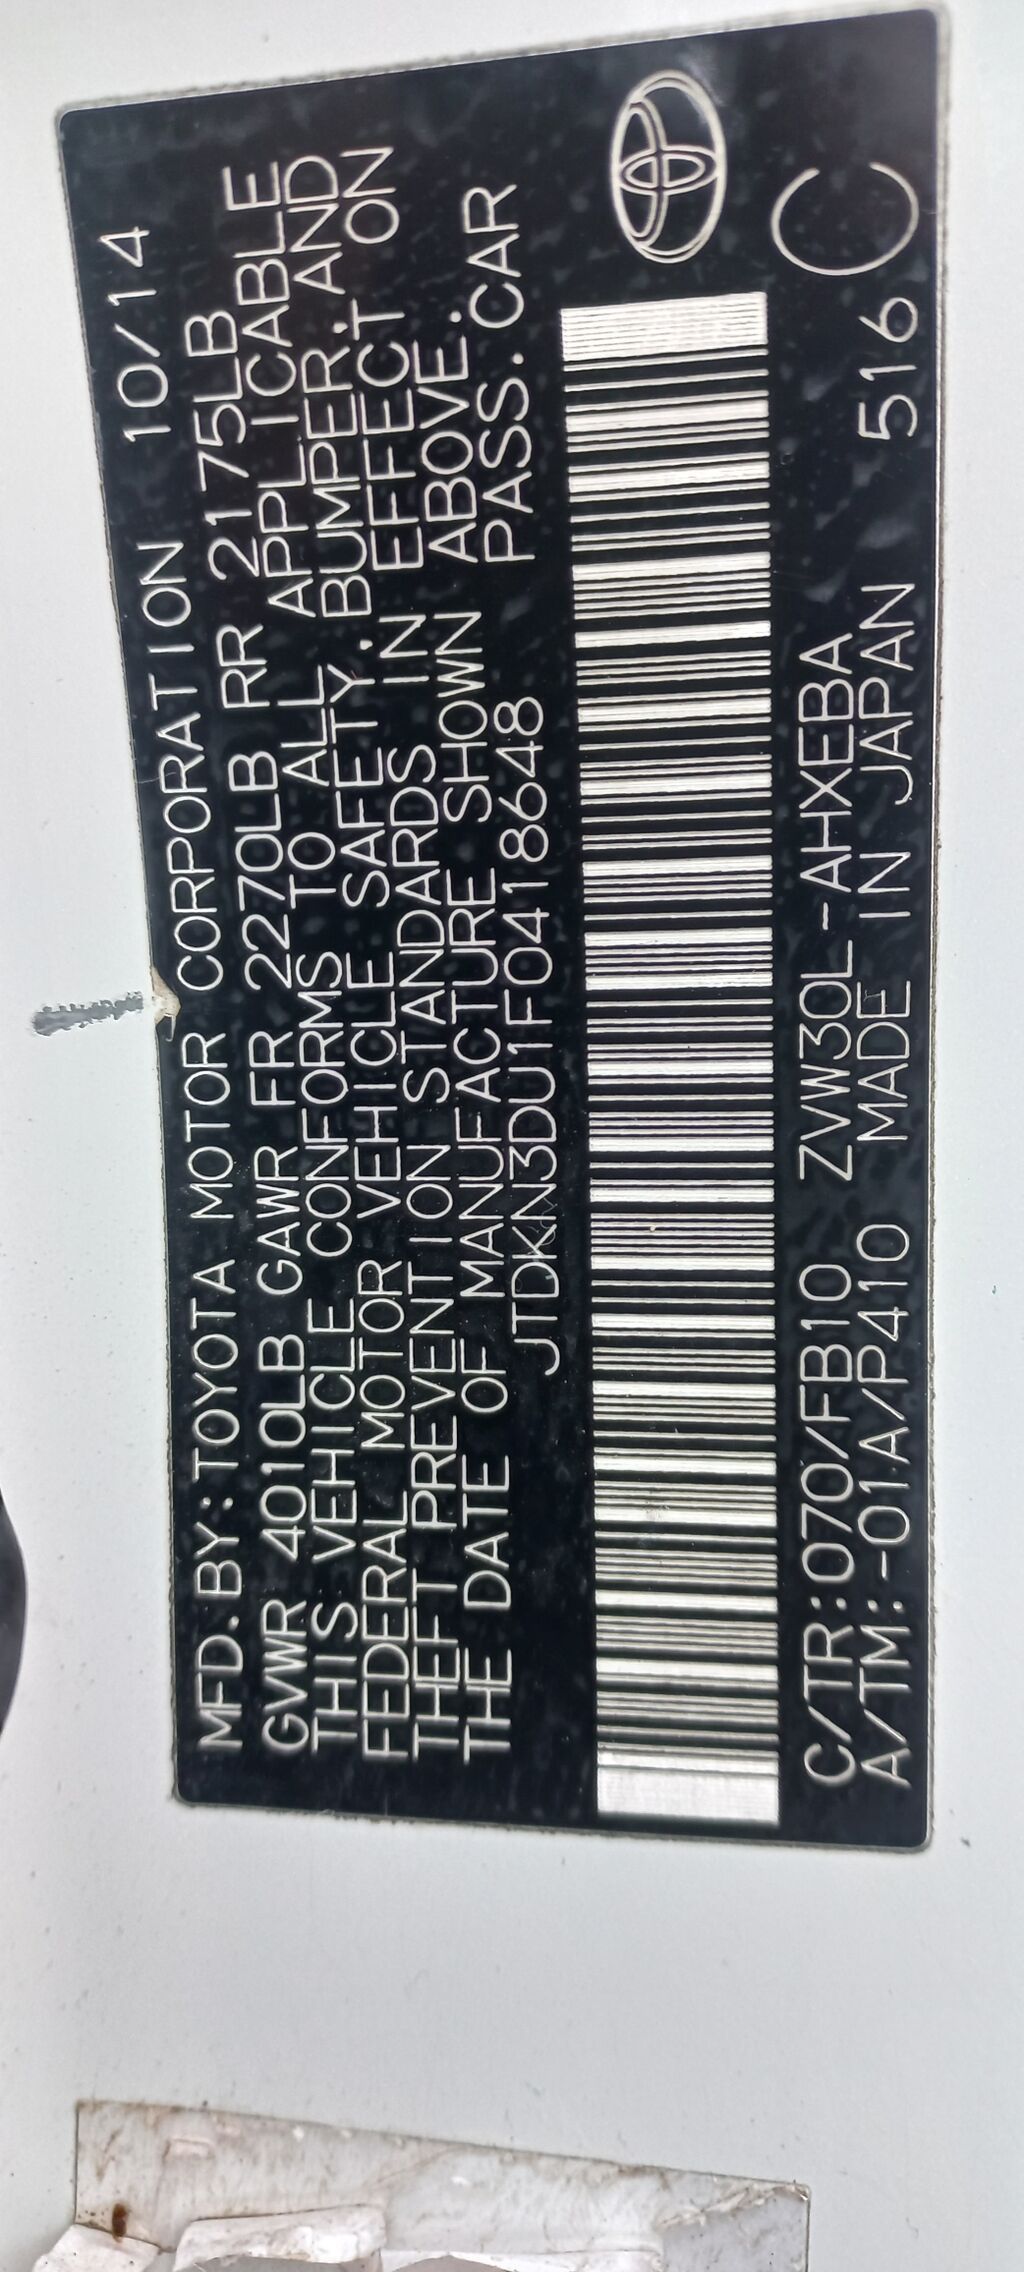 MFD.BY:TOYOTA MOTOR CORPORATION 10/14
GVWR 4010LB GAWR FR 2270LB RR 2175LB
THIS VEHICLE CONFORMS TO ALL APPLICABLE
FEDERAL MOTOR VEHICLE SAFETY, BUMPER, AND
THEFT PREVENTION STANDARDS IN EFFECT ON
THE DATE OF MANUFACTURE SHOWN ABOVE.
JTDKN3DU1F0418648 PASS.CAR
C/TR:070/FB10 ZVW30L-AHXEBA
A/TM:-01A/P410 MADE IN JAPAN 516 C